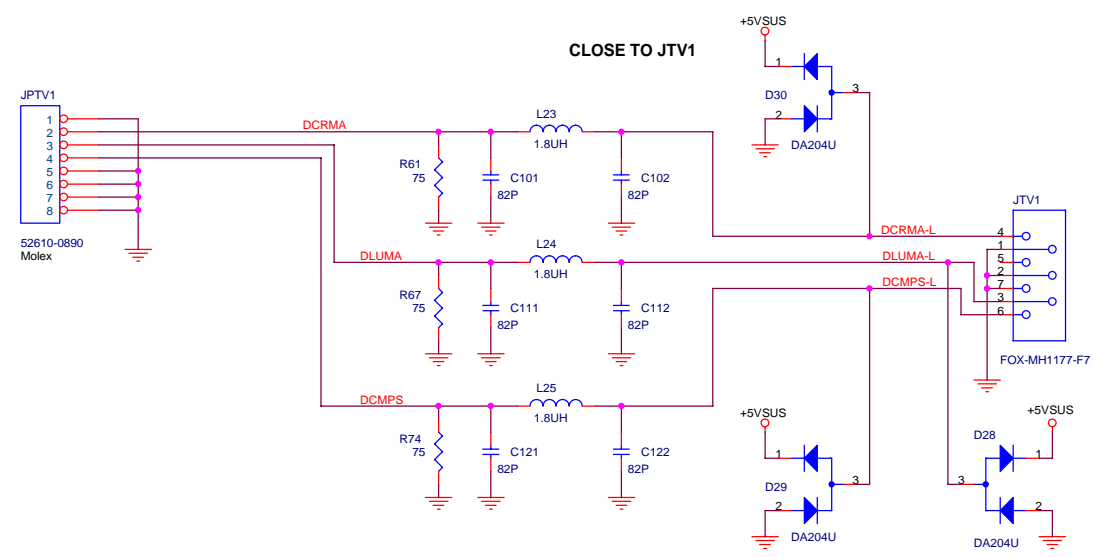 +5VSUS
CLOSE TO JTV1
1
3
D30
2
DA204U
JPTV1
1
2
3
4
5
6
7
8
52610-0890
Molex
DCRMA
L23
1.8UH
R61
75
C101
82P
C102
82P
DLUMA
L24
1.8UH
R67
75
C111
82P
C112
82P
DCMPS
L25
1.8UH
R74
75
C121
82P
C122
82P
JTV1
DCRMA-L
4
1
DLUMA-L
5
2
DCMPS-L
7
3
6
FOX-MH1177-F7
+5VSUS
1
3
D29
2
DA204U
+5VSUS
D28
1
3
2
DA204U